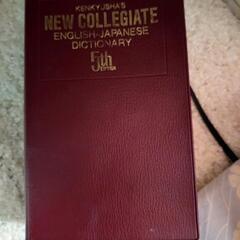 KENKYUSHA'S
NEW COLLEGIATE
ENGLISH-JAPANESE
DICTIONARY
5th
EDITION